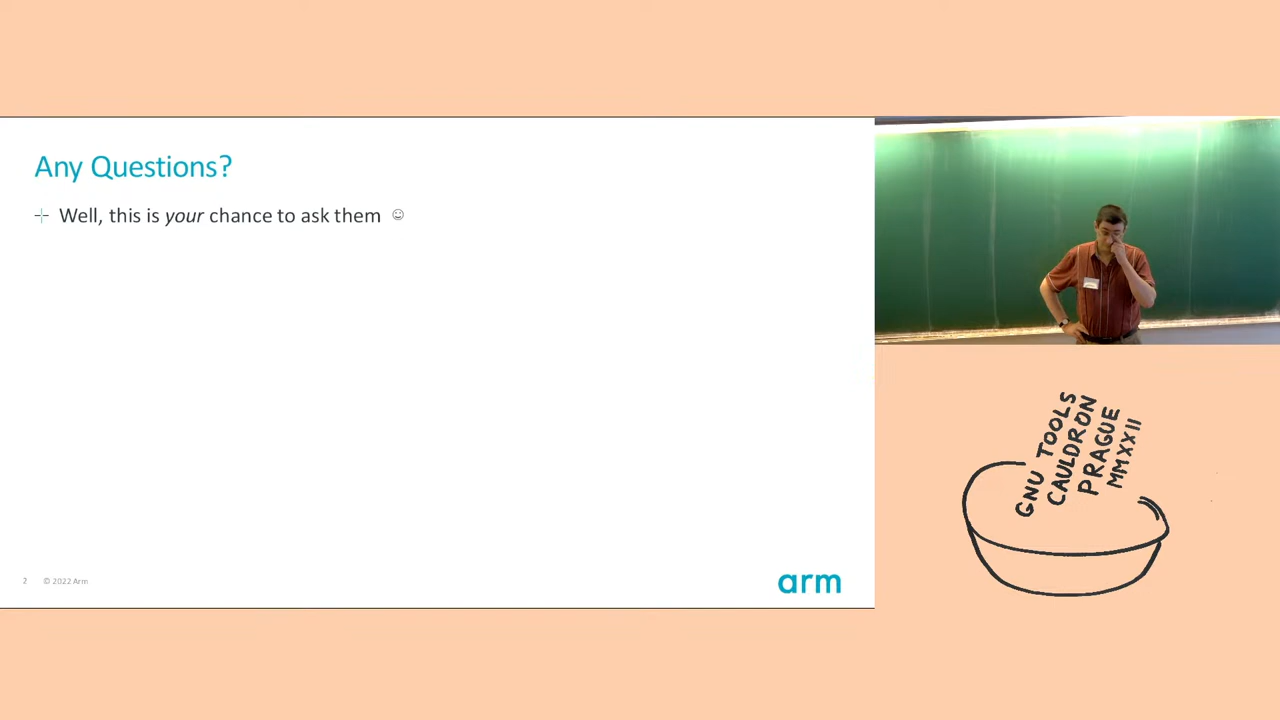 Any Questions?
Well, this is your chance to ask them ☺
2 © 2022 Arm
arm
GNU TOOLS
CAULDRON
PRAGUE
MMXXII